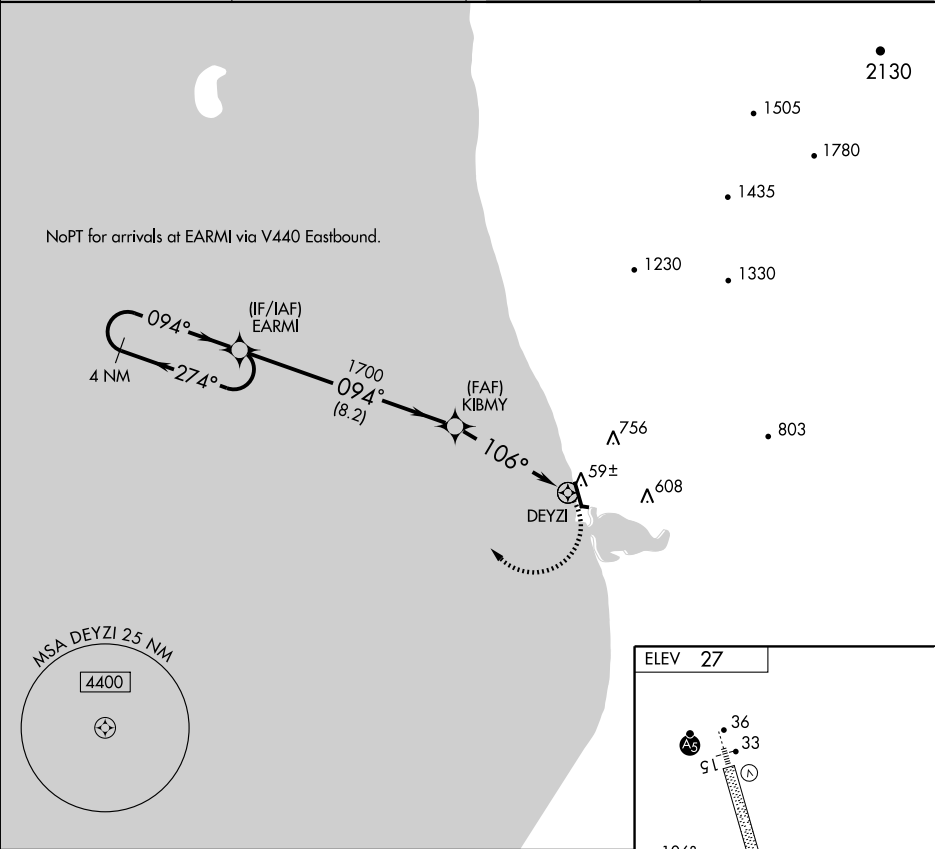 2130
1505
1780
1435
NoPT for arrivals at EARMI via V440 Eastbound.
1230
1330
(IF/IAF)
EARMI
094°
4 NM
274°
1700
094°
(8.2)
(FAF)
KIBMY
106°
756
803
59±
608
DEYZI
MSA DEYZI 25 NM
4400
ELEV 27
36
A5
33
15
V